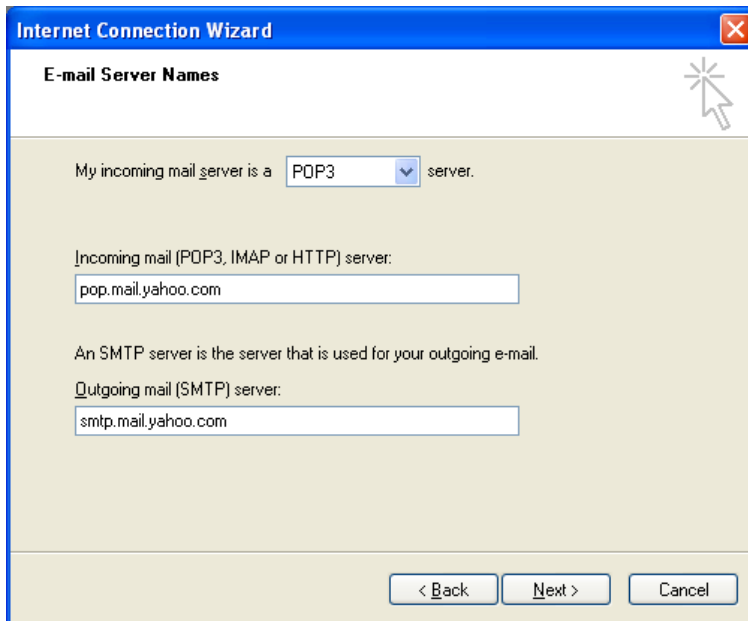 Internet Connection Wizard
E-mail Server Names
My incoming mail server is a POP3 server.
Incoming mail (POP3, IMAP or HTTP) server:
pop.mail.yahoo.com
An SMTP server is the server that is used for your outgoing e-mail.
Outgoing mail (SMTP) server:
smtp.mail.yahoo.com
< Back Next > Cancel